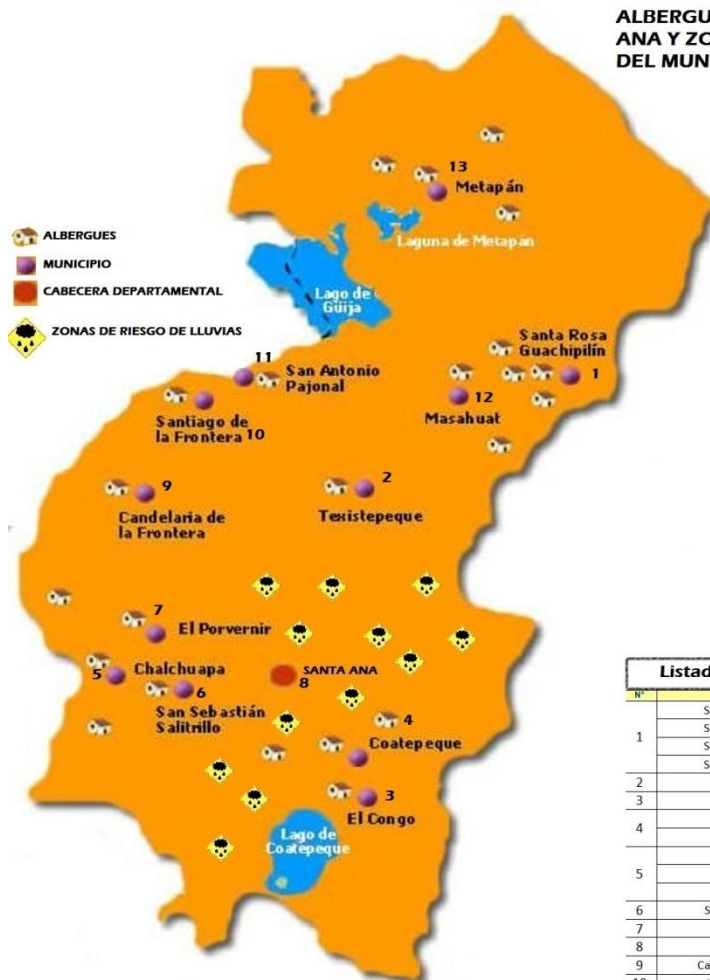 ALBERGU
ANA Y ZO
DEL MUN
13
Metapán
Laguna de Metapán
ALBERGUES
MUNICIPIO
CABECERA DEPARTAMENTAL
ZONAS DE RIESGO DE LLUVIAS
Lago de
Güija
11
San Antonio
Pajonal
Santiago de
la Frontera 10
Santa Rosa
Guachipilín
1
12
Masahuat
9
Candelaria de
la Frontera
2
Texistepeque
7
El Porvernir
5
Chalchuapa
6
San Sebastián
Salitrillo
SANTA ANA
8
4
Coatepeque
3
El Congo
Lago de
Coatepeque
Listad
N°
1
S
S
S
S
2
3
4
5
6 S
7
8
9 Ca
10